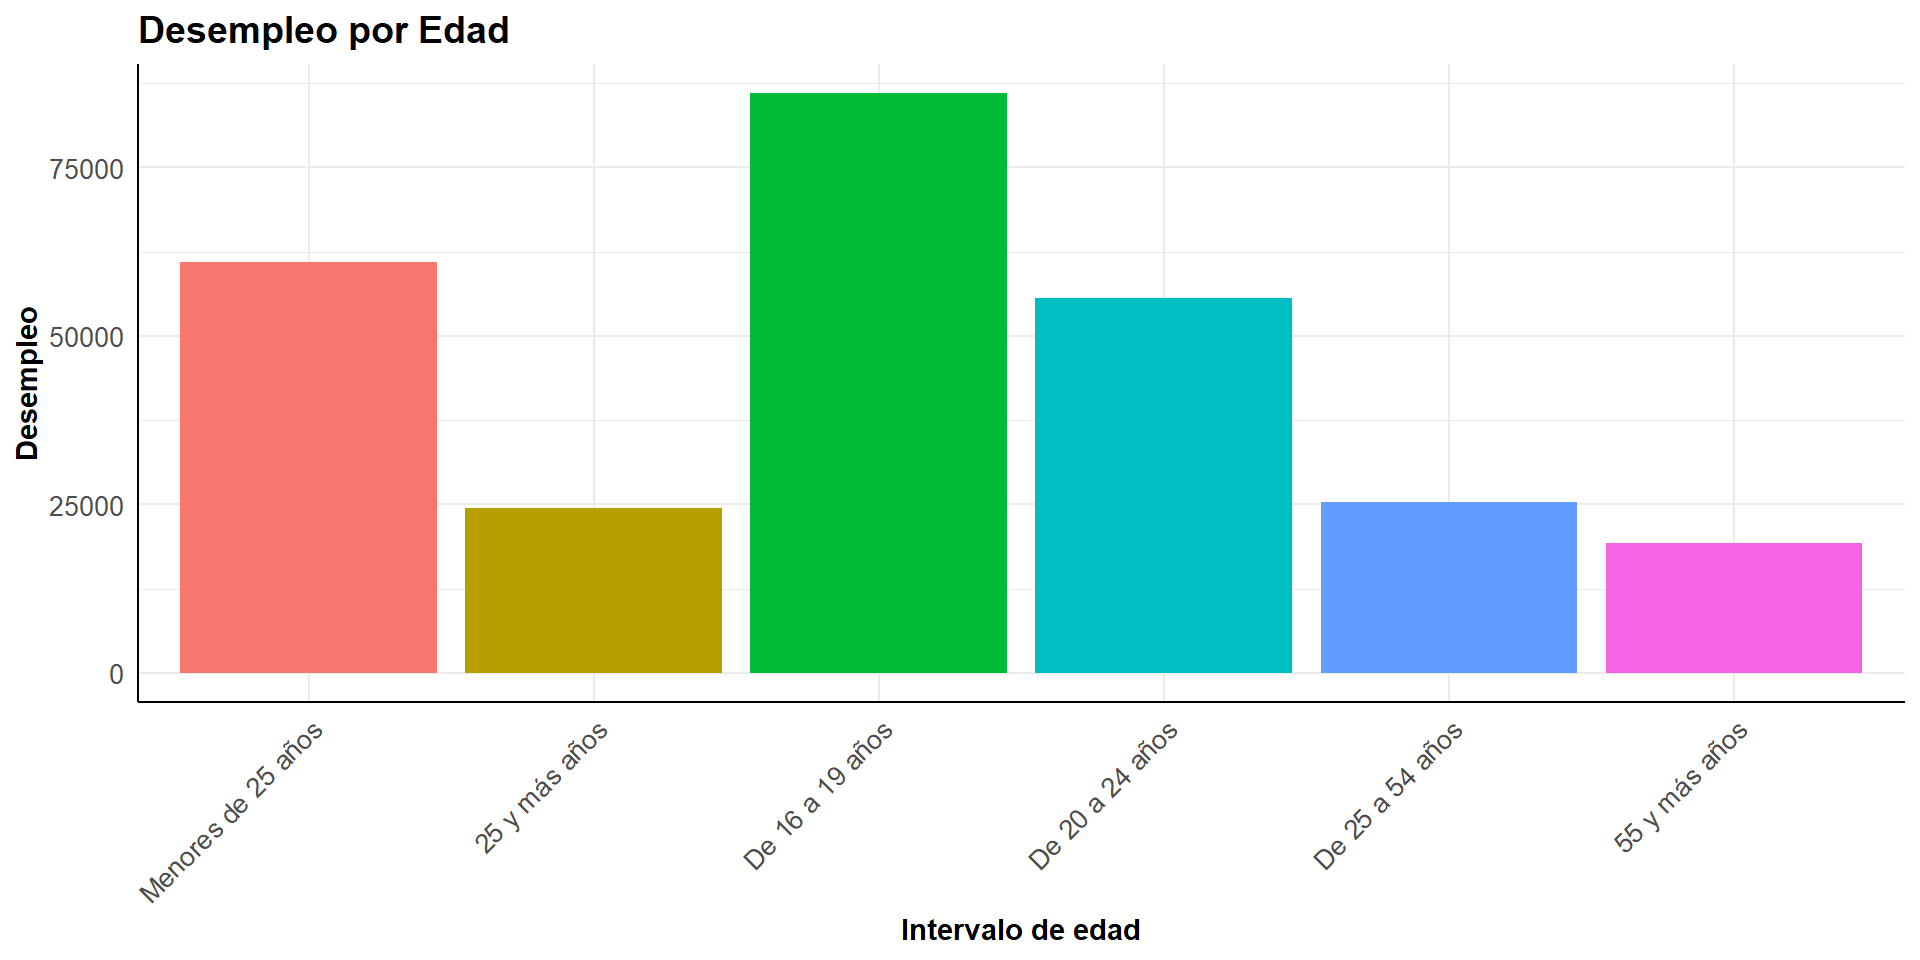 Desempleo por Edad
Desempleo
75000
50000
25000
0
Menores de 25 años
25 y más años
De 16 a 19 años
De 20 a 24 años
De 25 a 54 años
55 y más años
Intervalo de edad